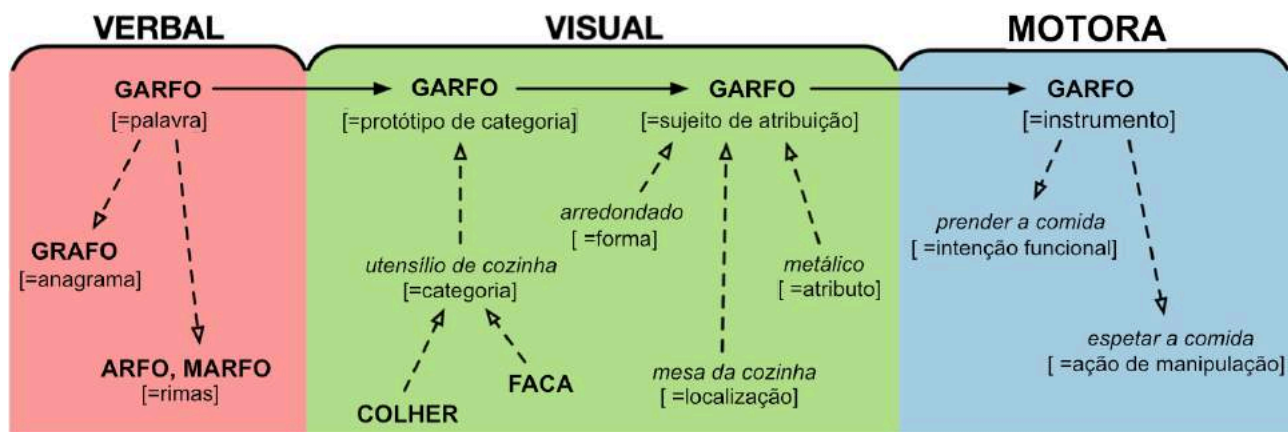 VERBAL
VISUAL
MOTORA
GARFO
[=palavra]
GRAFO
[=anagrama]
ARFO, MARFO
[=rimas]
GARFO
[=protótipo de categoria]
utensílio de cozinha
[=categoria]
COLHER
FACA
GARFO
[=sujeito de atribuição]
arredondado
[ =forma]
metálico
[ =atributo]
mesa da cozinha
[ =localização]
GARFO
[=instrumento]
prender a comida
[ =intenção funcional]
espetar a comida
[ =ação de manipulação]